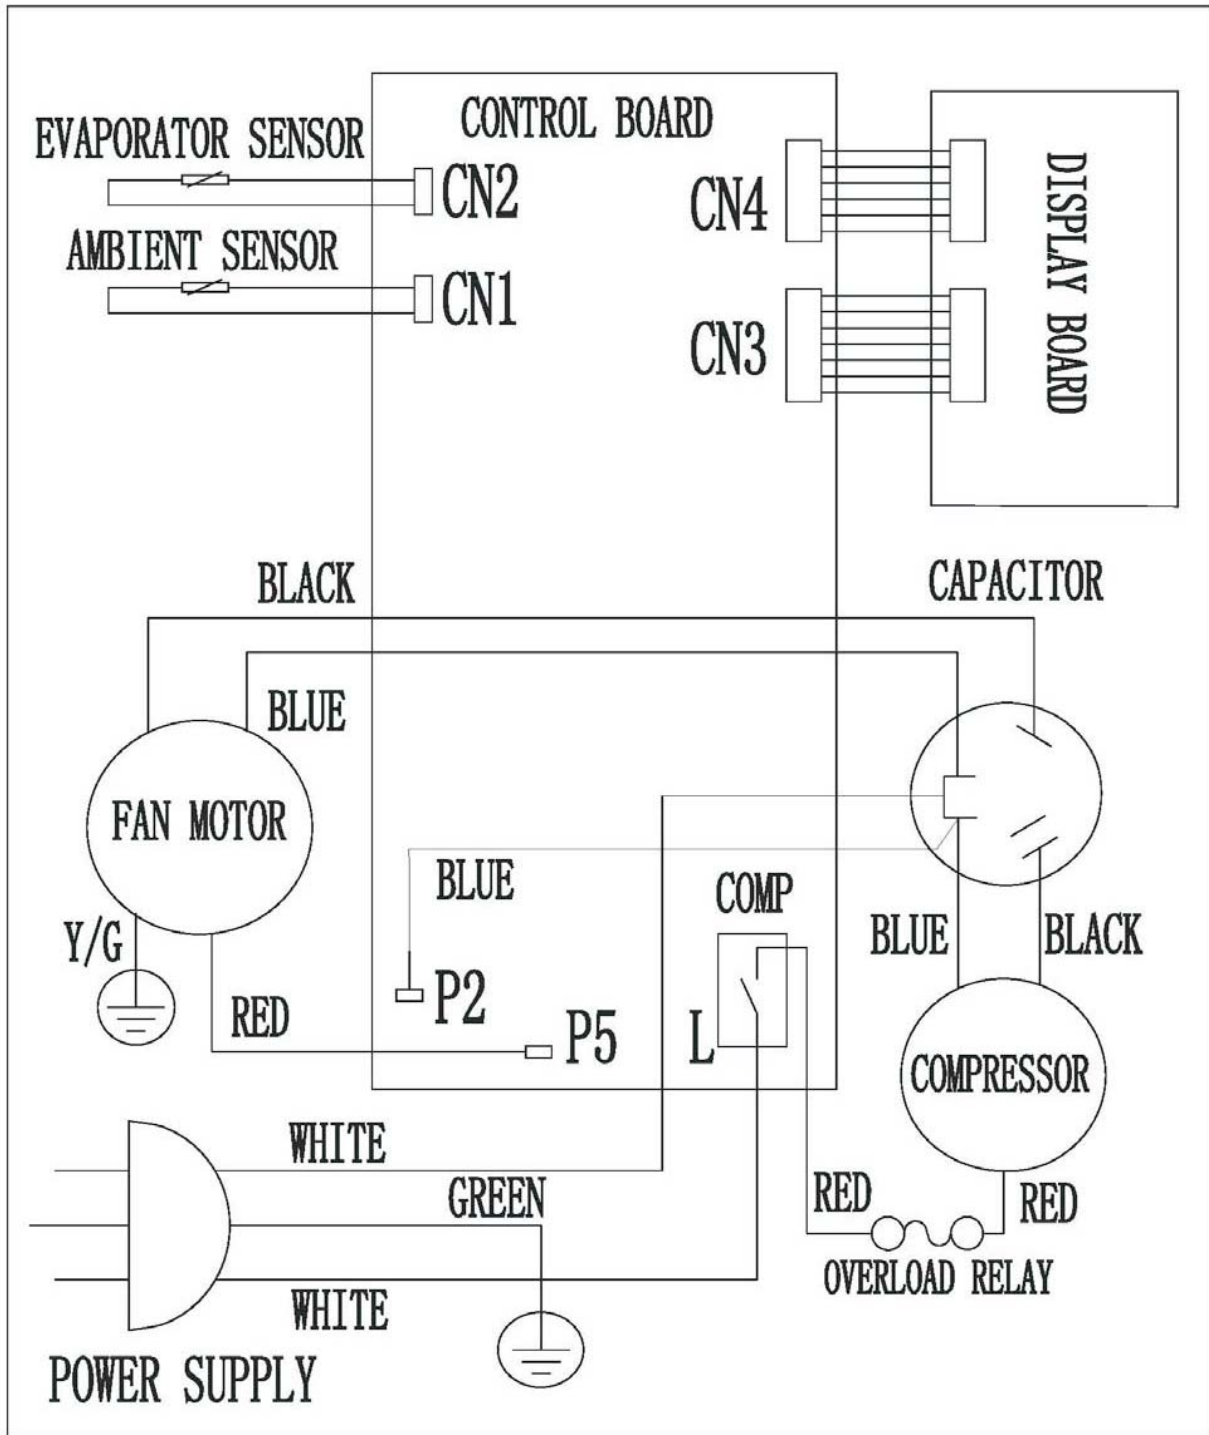 CONTROL BOARD
EVAPORATOR SENSOR
CN2
CN4
AMBIENT SENSOR
CN1
CN3
DISPLAY BOARD
BLACK
CAPACITOR
BLUE
FAN MOTOR
BLUE
COMP
Y/G
BLUE
BLACK
RED
P2
P5
L
COMPRESSOR
WHITE
GREEN
RED
RED
OVERLOAD RELAY
WHITE
POWER SUPPLY